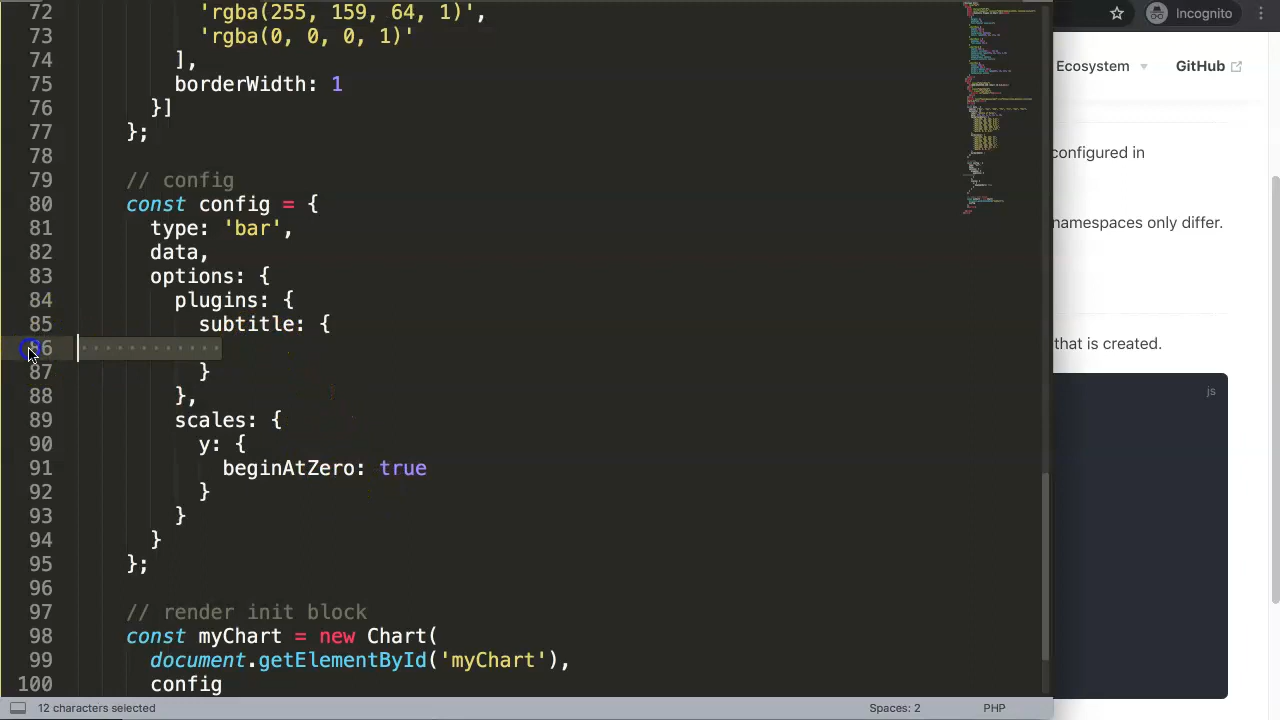 72 'rgba(255, 159, 64, 1)',
73 'rgba(0, 0, 0, 1)'
74 ],
75 borderWidth: 1
76 }]
77 };
78
79 // config
80 const config = {
81 type: 'bar',
82 data,
83 options: {
84 plugins: {
85 subtitle: {
86
87 }
88 },
89 scales: {
90 y: {
91 beginAtZero: true
92 }
93 }
94 }
95 };
96
97 // render init block
98 const myChart = new Chart(
99 document.getElementById('myChart'),
100 config
12 characters selected
Spaces: 2
PHP
Incognito
Ecosystem
GitHub
configured in
namespaces only differ.
that is created.
js